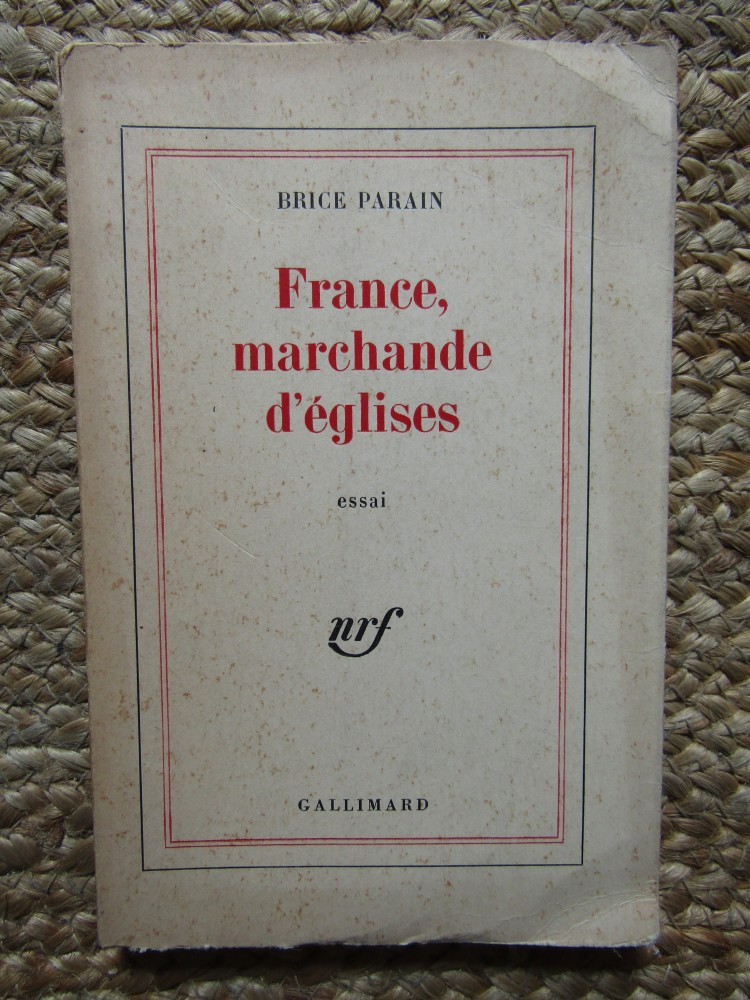 BRICE PARAIN
France,
marchande
d'églises
essai
nrf
GALLIMARD